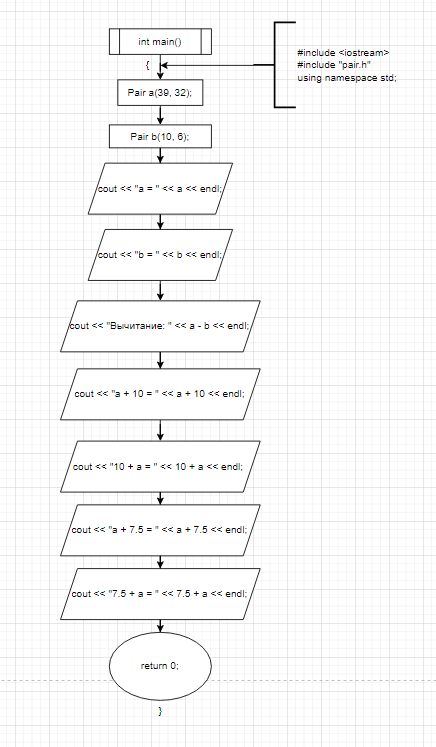 int main()
#include <iostream>
{
#include "pair.h"
using namespace std;
Pair a(39, 32);
Pair b(10, 6);
cout << "a = " << a << endl;
cout << "b = " << b << endl;
cout << "Вычитание: " << a - b << endl;
cout << "a + 10 = " << a + 10 << endl;
cout << "10 + a = " << 10 + a << endl;
cout << "a + 7.5 = " << a + 7.5 << endl;
cout << "7.5 + a = " << 7.5 + a << endl;
return 0;
}